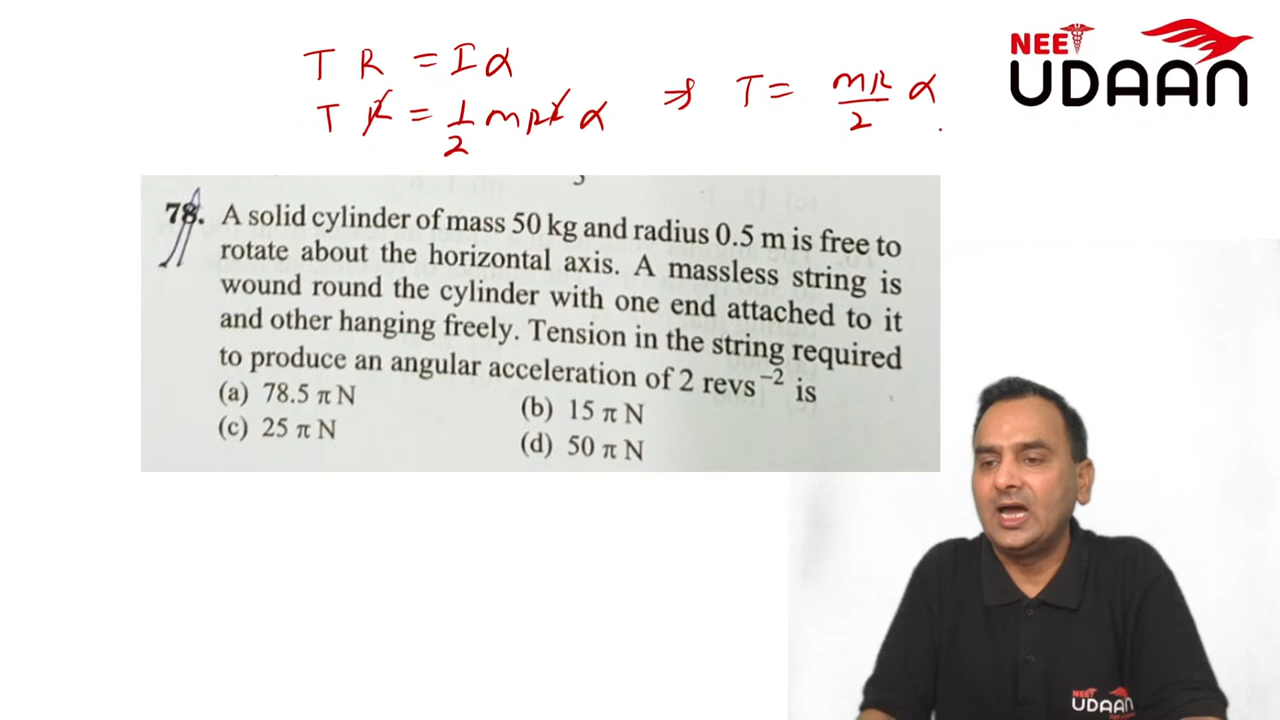 T R = I α
T R = 1/2 m R² α ⇒ T = mR/2 α
NEET
UDAAN
78. A solid cylinder of mass 50 kg and radius 0.5 m is free to
rotate about the horizontal axis. A massless string is
wound round the cylinder with one end attached to it
and other hanging freely. Tension in the string required
to produce an angular acceleration of 2 revs⁻² is
(a) 78.5 π N (b) 15 π N
(c) 25 π N (d) 50 π N
NEET
UDAAN